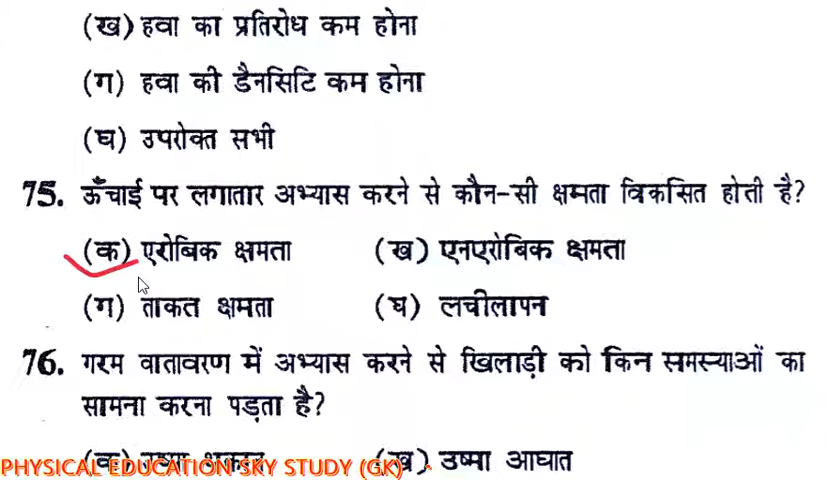 (ख) हवा का प्रतिरोध कम होना
(ग) हवा की डैनसिटि कम होना
(घ) उपरोक्त सभी
75. ऊँचाई पर लगातार अभ्यास करने से कौन-सी क्षमता विकसित होती है?
(क) एरोबिक क्षमता (ख) एनएरोबिक क्षमता
(ग) ताकत क्षमता (घ) लचीलापन
76. गरम वातावरण में अभ्यास करने से खिलाड़ी को किन समस्याओं का
सामना करना पड़ता है?
(क) (ख) उष्मा आघात
PHYSICAL EDUCATION SKY STUDY (GK)